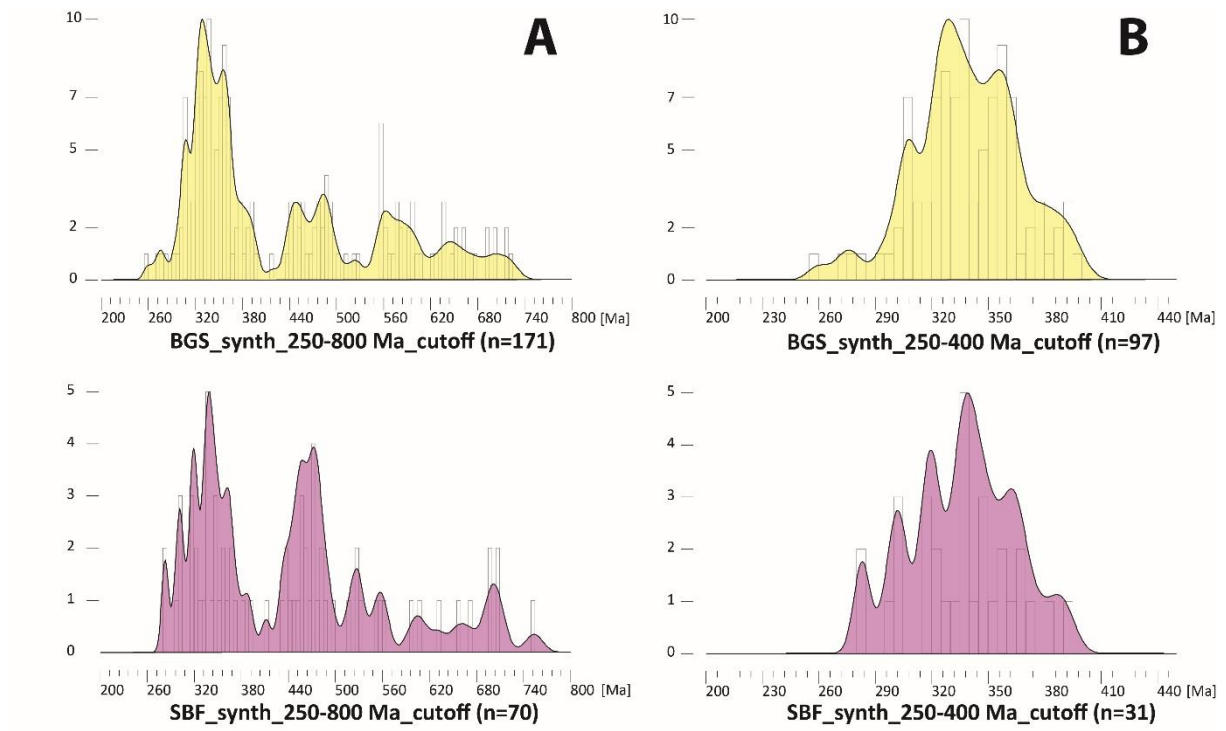 A
10
7
5
2
0
200 260 320 380 440 500 560 620 680 740 800 [Ma]
BGS_synth_250-800 Ma_cutoff (n=171)
B
10
7
5
2
0
200 230 260 290 320 350 380 410 440 [Ma]
BGS_synth_250-400 Ma_cutoff (n=97)
5
4
3
2
1
0
200 260 320 380 440 500 560 620 680 740 800 [Ma]
SBF_synth_250-800 Ma_cutoff (n=70)
5
4
3
2
1
0
200 230 260 290 320 350 380 410 440 [Ma]
SBF_synth_250-400 Ma_cutoff (n=31)